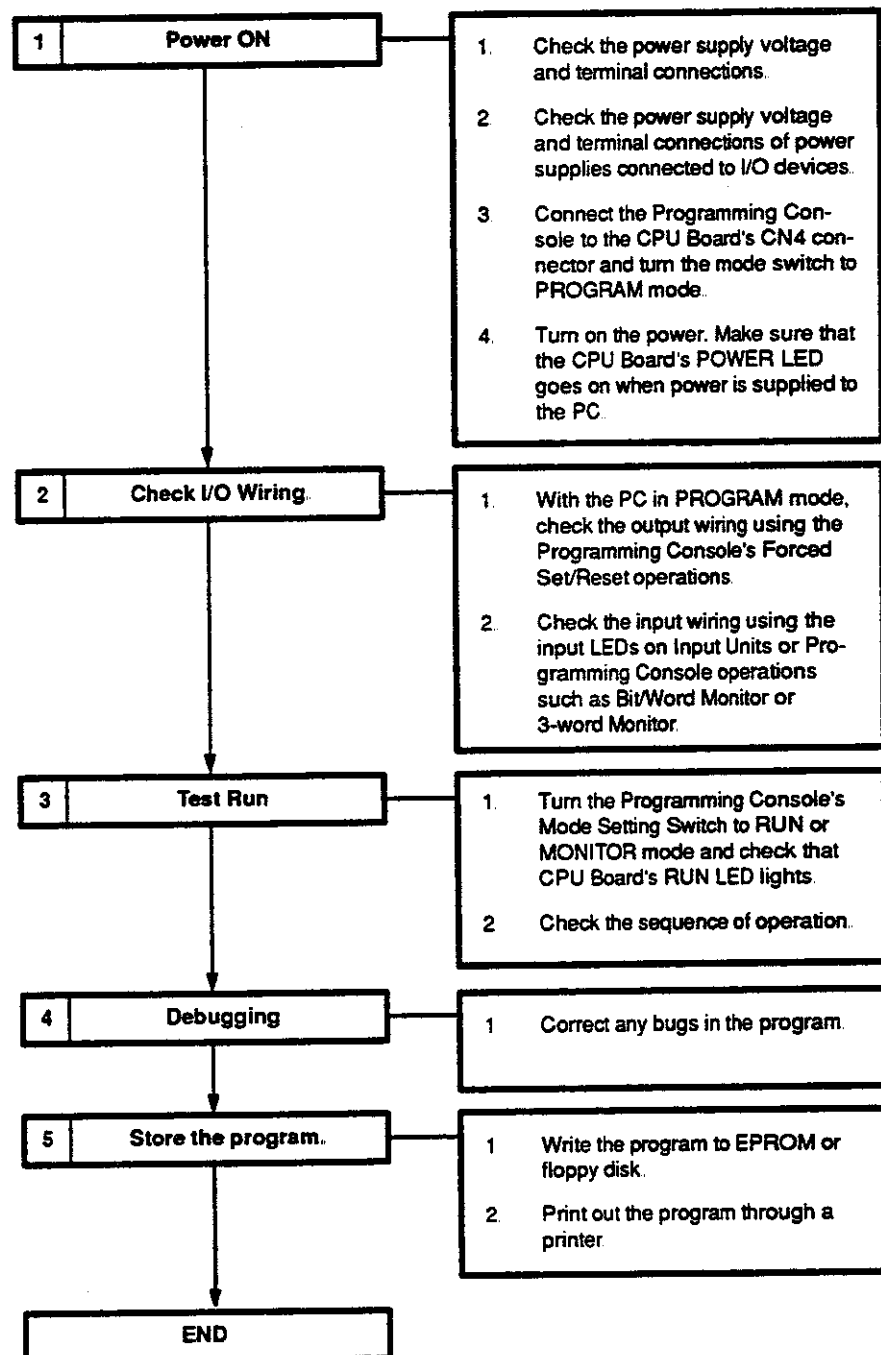 1 Power ON
1. Check the power supply voltage
and terminal connections.
2. Check the power supply voltage
and terminal connections of power
supplies connected to I/O devices.
3. Connect the Programming Con-
sole to the CPU Board's CN4 con-
nector and turn the mode switch to
PROGRAM mode.
4. Turn on the power. Make sure that
the CPU Board's POWER LED
goes on when power is supplied to
the PC.
2 Check I/O Wiring.
1. With the PC in PROGRAM mode,
check the output wiring using the
Programming Console's Forced
Set/Reset operations.
2. Check the input wiring using the
input LEDs on Input Units or Pro-
gramming Console operations
such as Bit/Word Monitor or
3-word Monitor.
3 Test Run
1. Turn the Programming Console's
Mode Setting Switch to RUN or
MONITOR mode and check that
CPU Board's RUN LED lights.
2 Check the sequence of operation.
4 Debugging
1 Correct any bugs in the program.
5 Store the program.
1 Write the program to EPROM or
floppy disk.
2. Print out the program through a
printer.
END